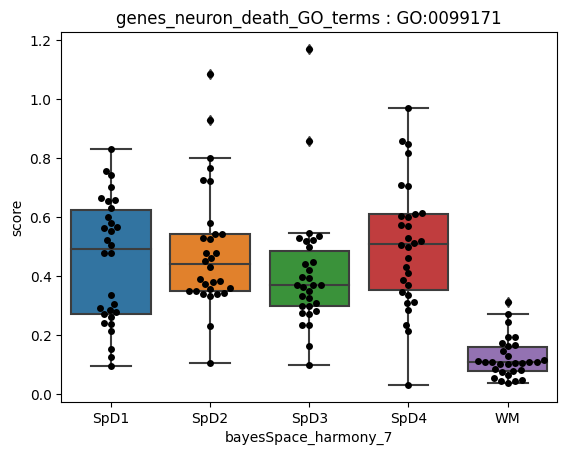 genes_neuron_death_GO_terms : GO:0099171
score
1.2
1.0
0.8
0.6
0.4
0.2
0.0
SpD1 SpD2 SpD3 SpD4 WM
bayesSpace_harmony_7